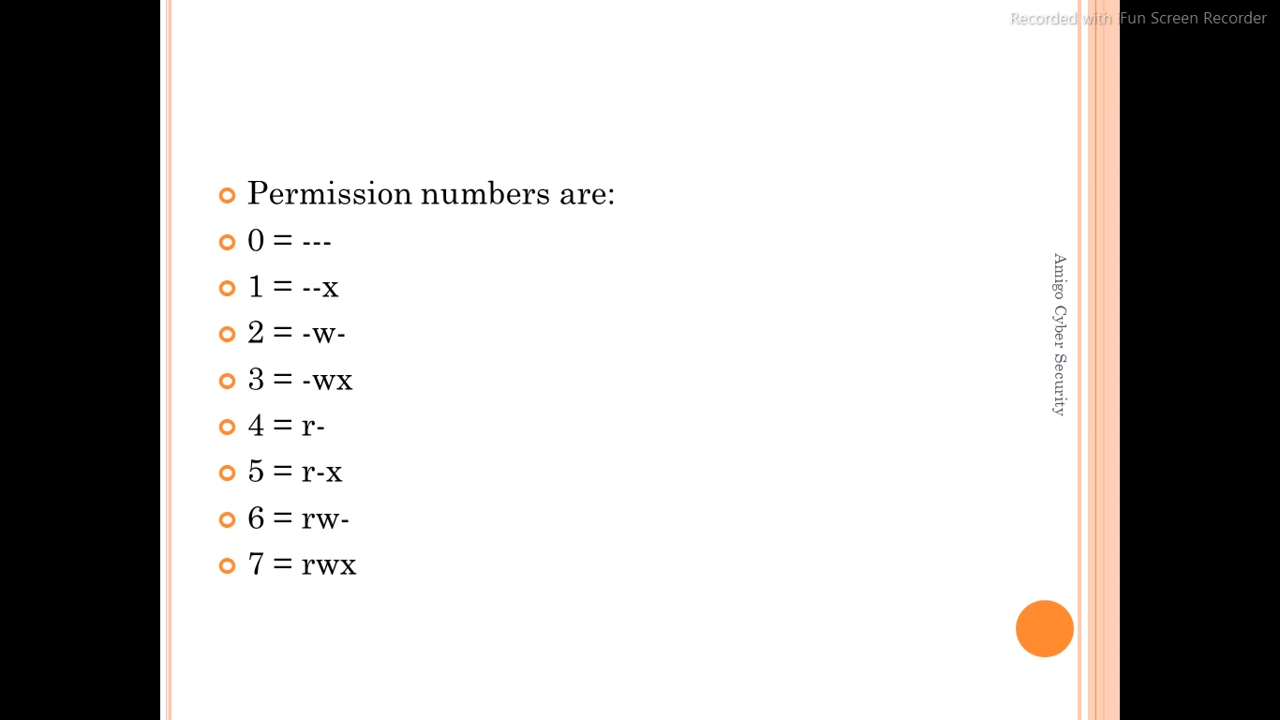 Recorded with iFun Screen Recorder
Permission numbers are:
0 = ---
1 = --x
2 = -w-
3 = -wx
4 = r-
5 = r-x
6 = rw-
7 = rwx
Amigo Cyber Security